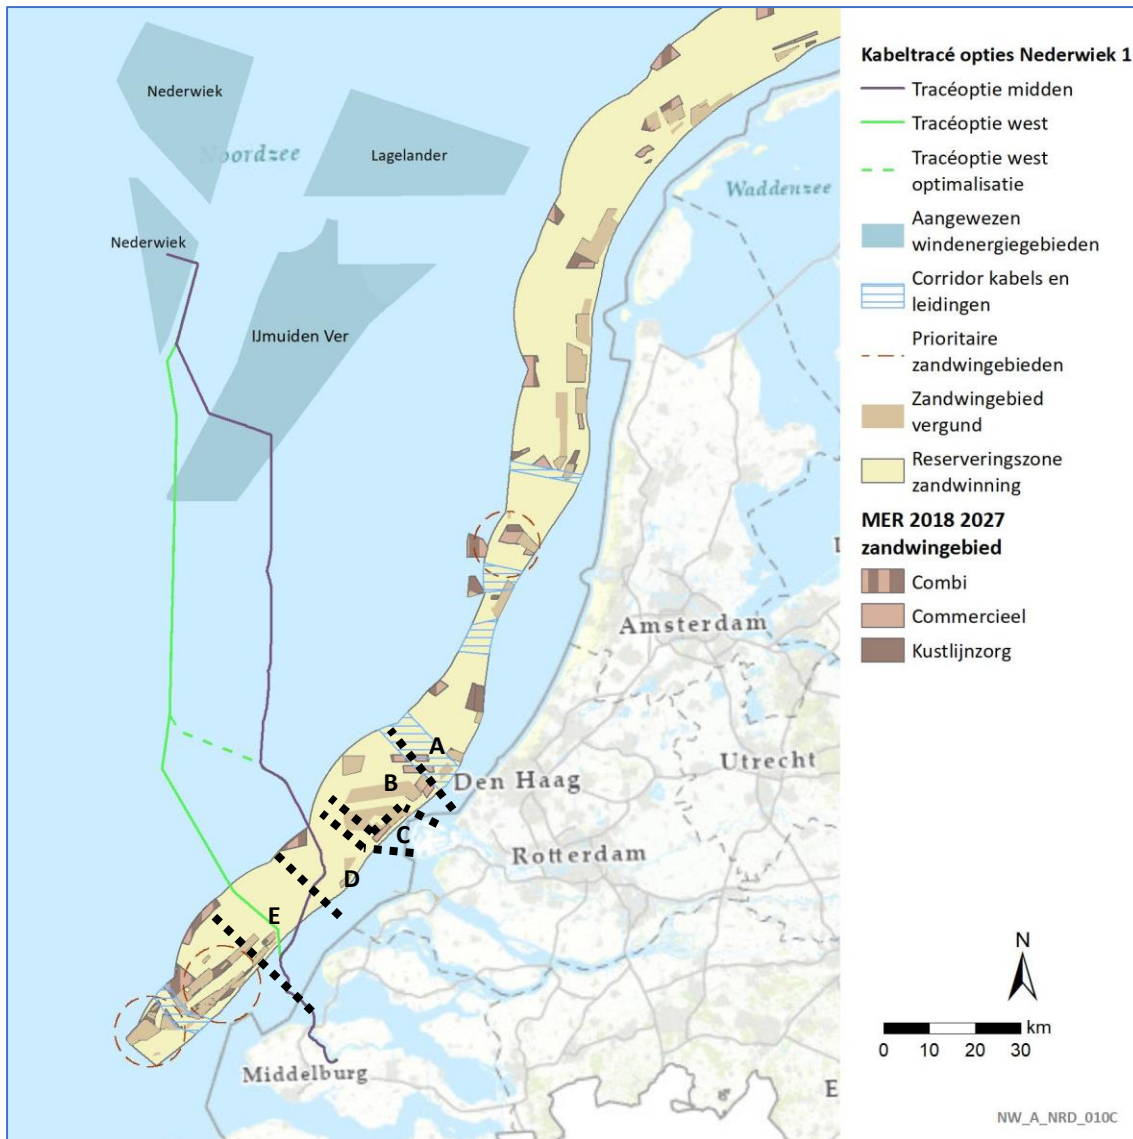 Nederwiek
Noordzee
Lagelander
Waddenzee
Nederwiek
IJmuiden Ver
Amsterdam
A
Utrecht
B
Den Haag
C
Rotterdam
D
E
Middelburg
Kabeltracé opties Nederwiek 1
Tracéoptie midden
Tracéoptie west
Tracéoptie west
optimalisatie
Aangewezen
windenergiegebieden
Corridor kabels en
leidingen
Prioritaire
zandwingebieden
Zandwingebied
vergund
Reserveringszone
zandwinning
MER 2018 2027
zandwingebied
Combi
Commercieel
Kustlijnzorg
N
km
0 10 20 30
E
NW_A_NRD_010C